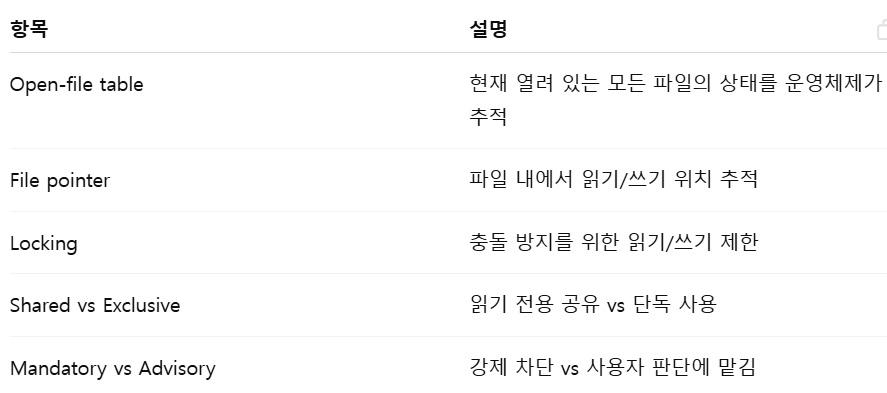 항목 설명
Open-file table 현재 열려 있는 모든 파일의 상태를 운영체제가
추적
File pointer 파일 내에서 읽기/쓰기 위치 추적
Locking 충돌 방지를 위한 읽기/쓰기 제한
Shared vs Exclusive 읽기 전용 공유 vs 단독 사용
Mandatory vs Advisory 강제 차단 vs 사용자 판단에 맡김